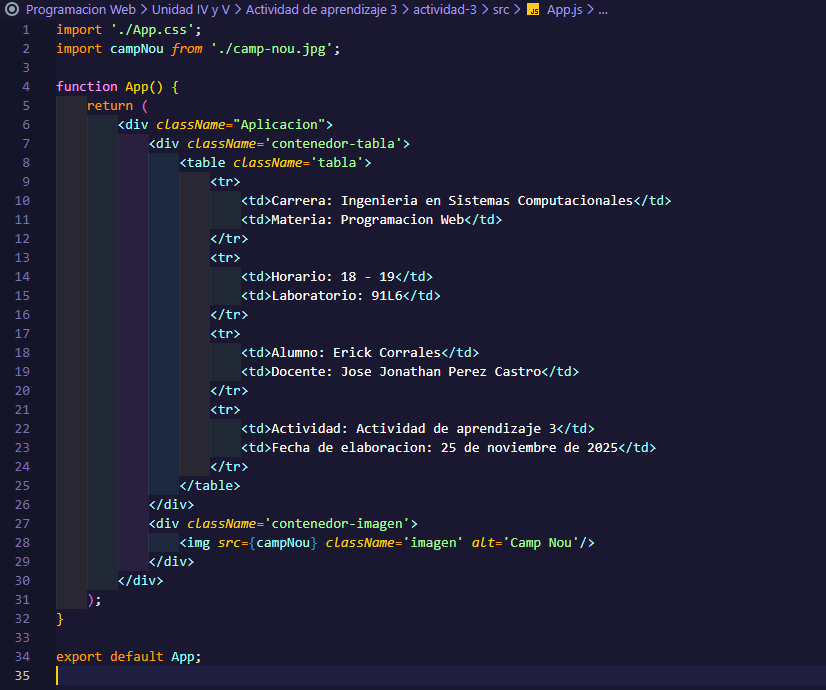 Programacion Web > Unidad IV y V > Actividad de aprendizaje 3 > actividad-3 > src > JS App.js > ...
1 import './App.css';
2 import campNou from './camp-nou.jpg';
3
4 function App() {
5 return (
6 <div className="Aplicacion">
7 <div className='contenedor-tabla'>
8 <table className='tabla'>
9 <tr>
10 <td>Carrera: Ingenieria en Sistemas Computacionales</td>
11 <td>Materia: Programacion Web</td>
12 </tr>
13 <tr>
14 <td>Horario: 18 - 19</td>
15 <td>Laboratorio: 91L6</td>
16 </tr>
17 <tr>
18 <td>Alumno: Erick Corrales</td>
19 <td>Docente: Jose Jonathan Perez Castro</td>
20 </tr>
21 <tr>
22 <td>Actividad: Actividad de aprendizaje 3</td>
23 <td>Fecha de elaboracion: 25 de noviembre de 2025</td>
24 </tr>
25 </table>
26 </div>
27 <div className='contenedor-imagen'>
28 <img src={campNou} className='imagen' alt='Camp Nou'/>
29 </div>
30 </div>
31 );
32 }
33
34 export default App;
35